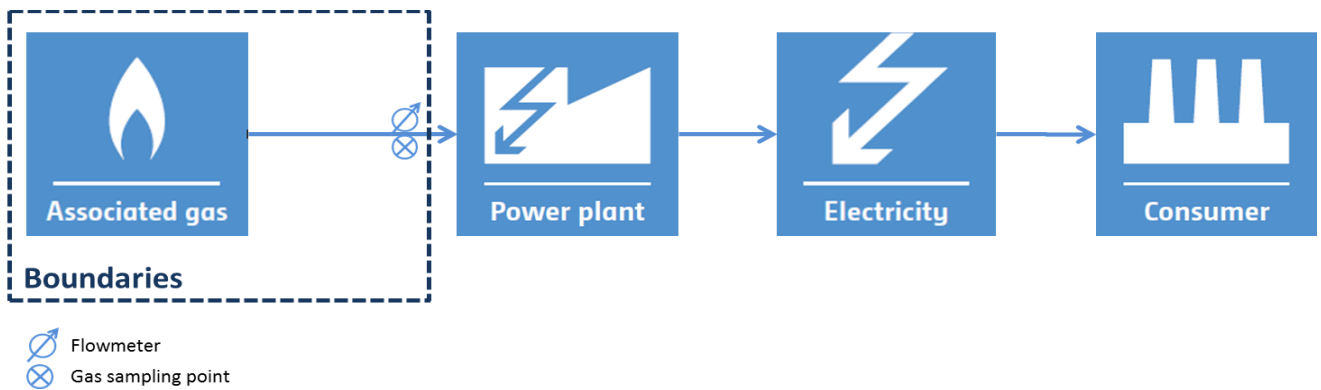 Associated gas
Power plant
Electricity
Consumer
Boundaries
Flowmeter
Gas sampling point